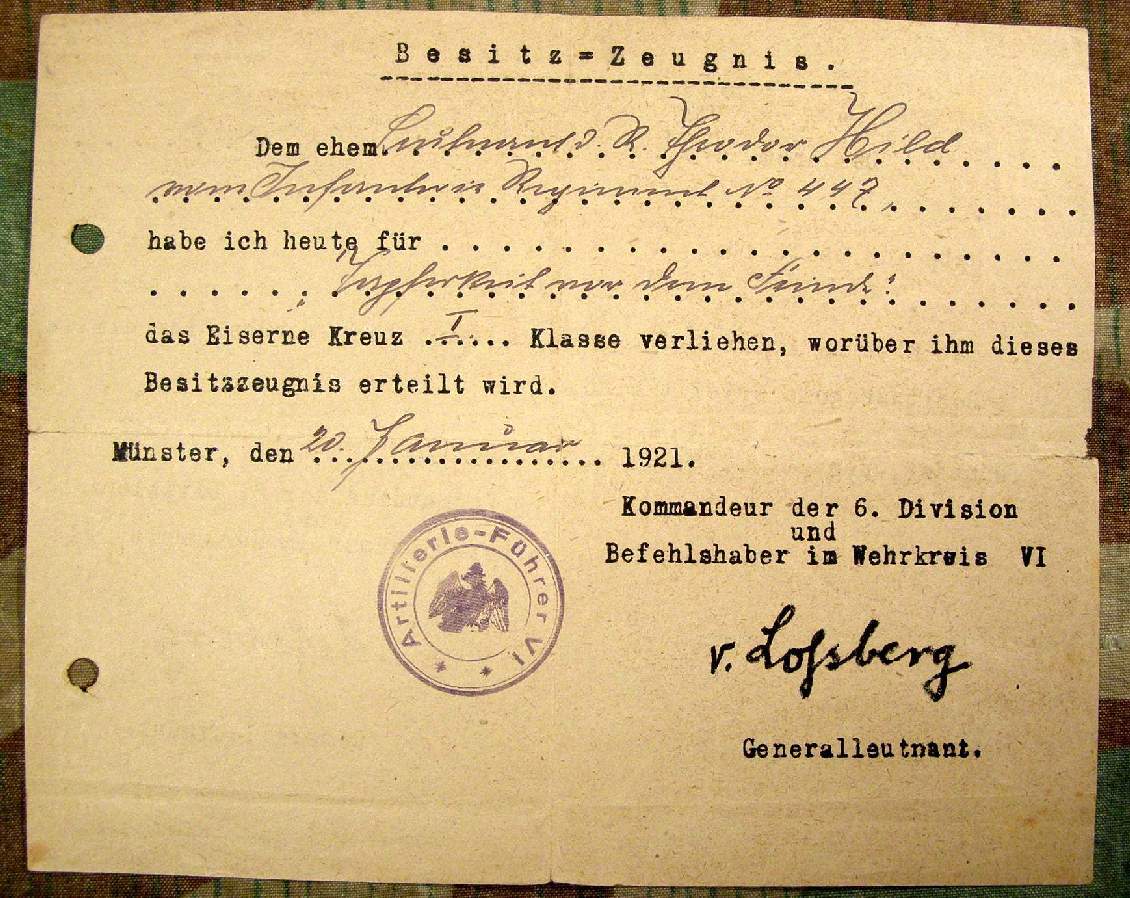 Besitz=Zeugnis.
Dem ehem. Leutnant d. R. Theodor Hild
vom Infanterie Regiment No 447,
habe ich heute für
„Tapferkeit vor dem Feinde“
das Eiserne Kreuz I Klasse verliehen, worüber ihm dieses
Besitzzeugnis erteilt wird.
Münster, den 20. Januar 1921.
Kommandeur der 6. Division
und
Befehlshaber im Wehrkreis VI
Artillerie-Führer VI
v. Loſsberg
Generalleutnant.